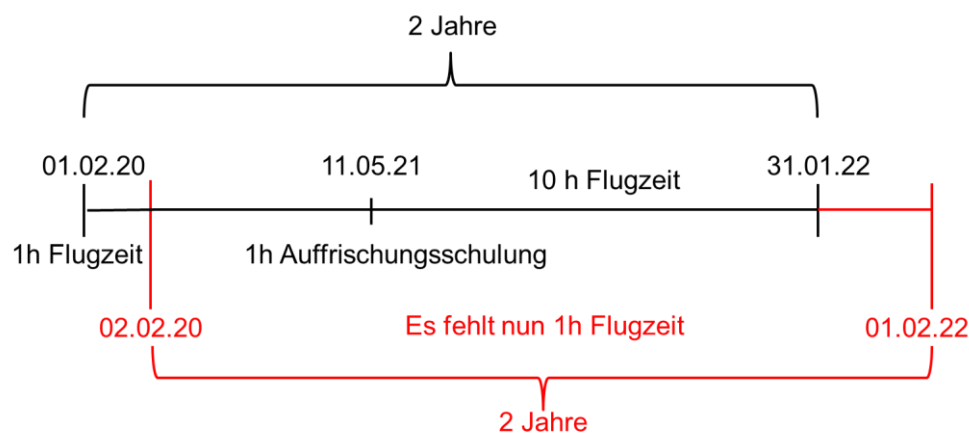 2 Jahre
01.02.20 11.05.21 31.01.22
10 h Flugzeit
1h Flugzeit 1h Auffrischungsschulung
02.02.20 Es fehlt nun 1h Flugzeit 01.02.22
2 Jahre